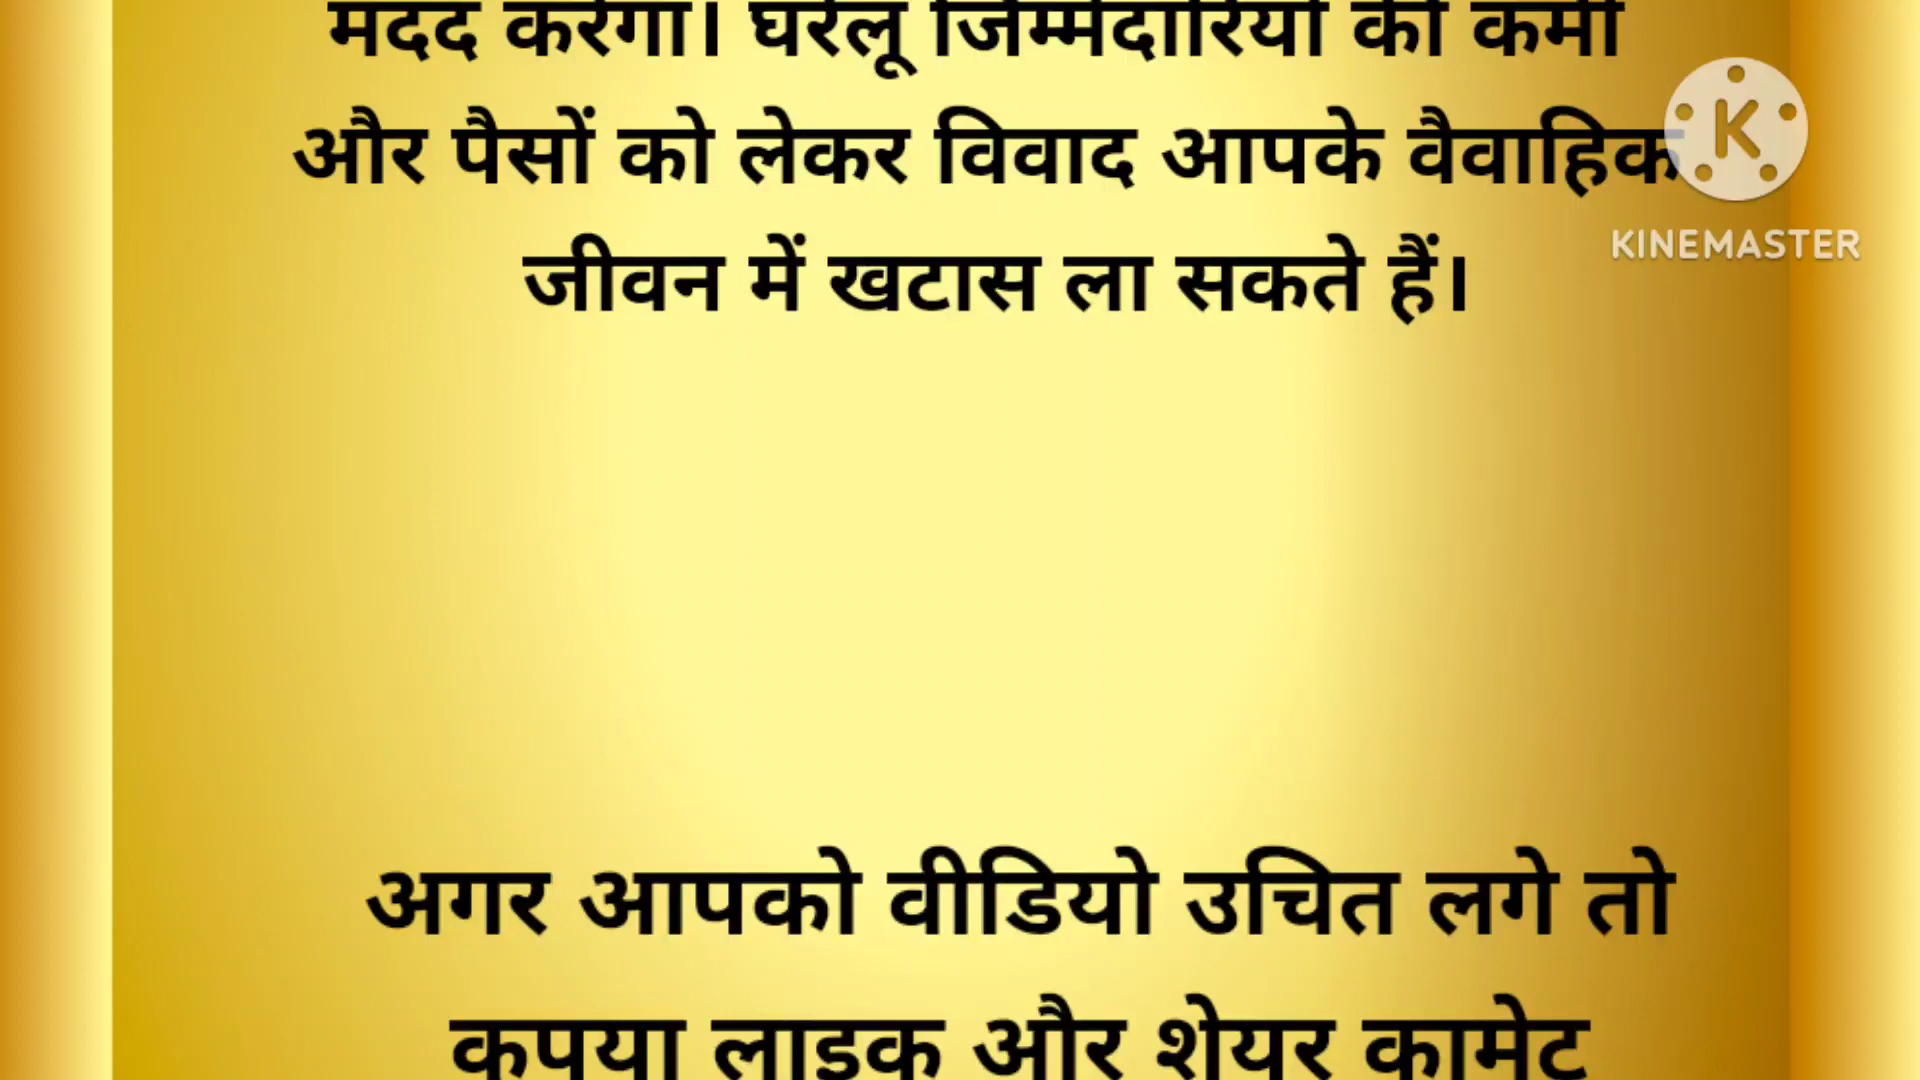 मदद करेगा। घरेलू जिम्मेदारियों की कमी
और पैसों को लेकर विवाद आपके वैवाहिक
जीवन में खटास ला सकते हैं।
K
KINEMASTER
अगर आपको वीडियो उचित लगे तो
कृपया लाइक और शेयर कामेट